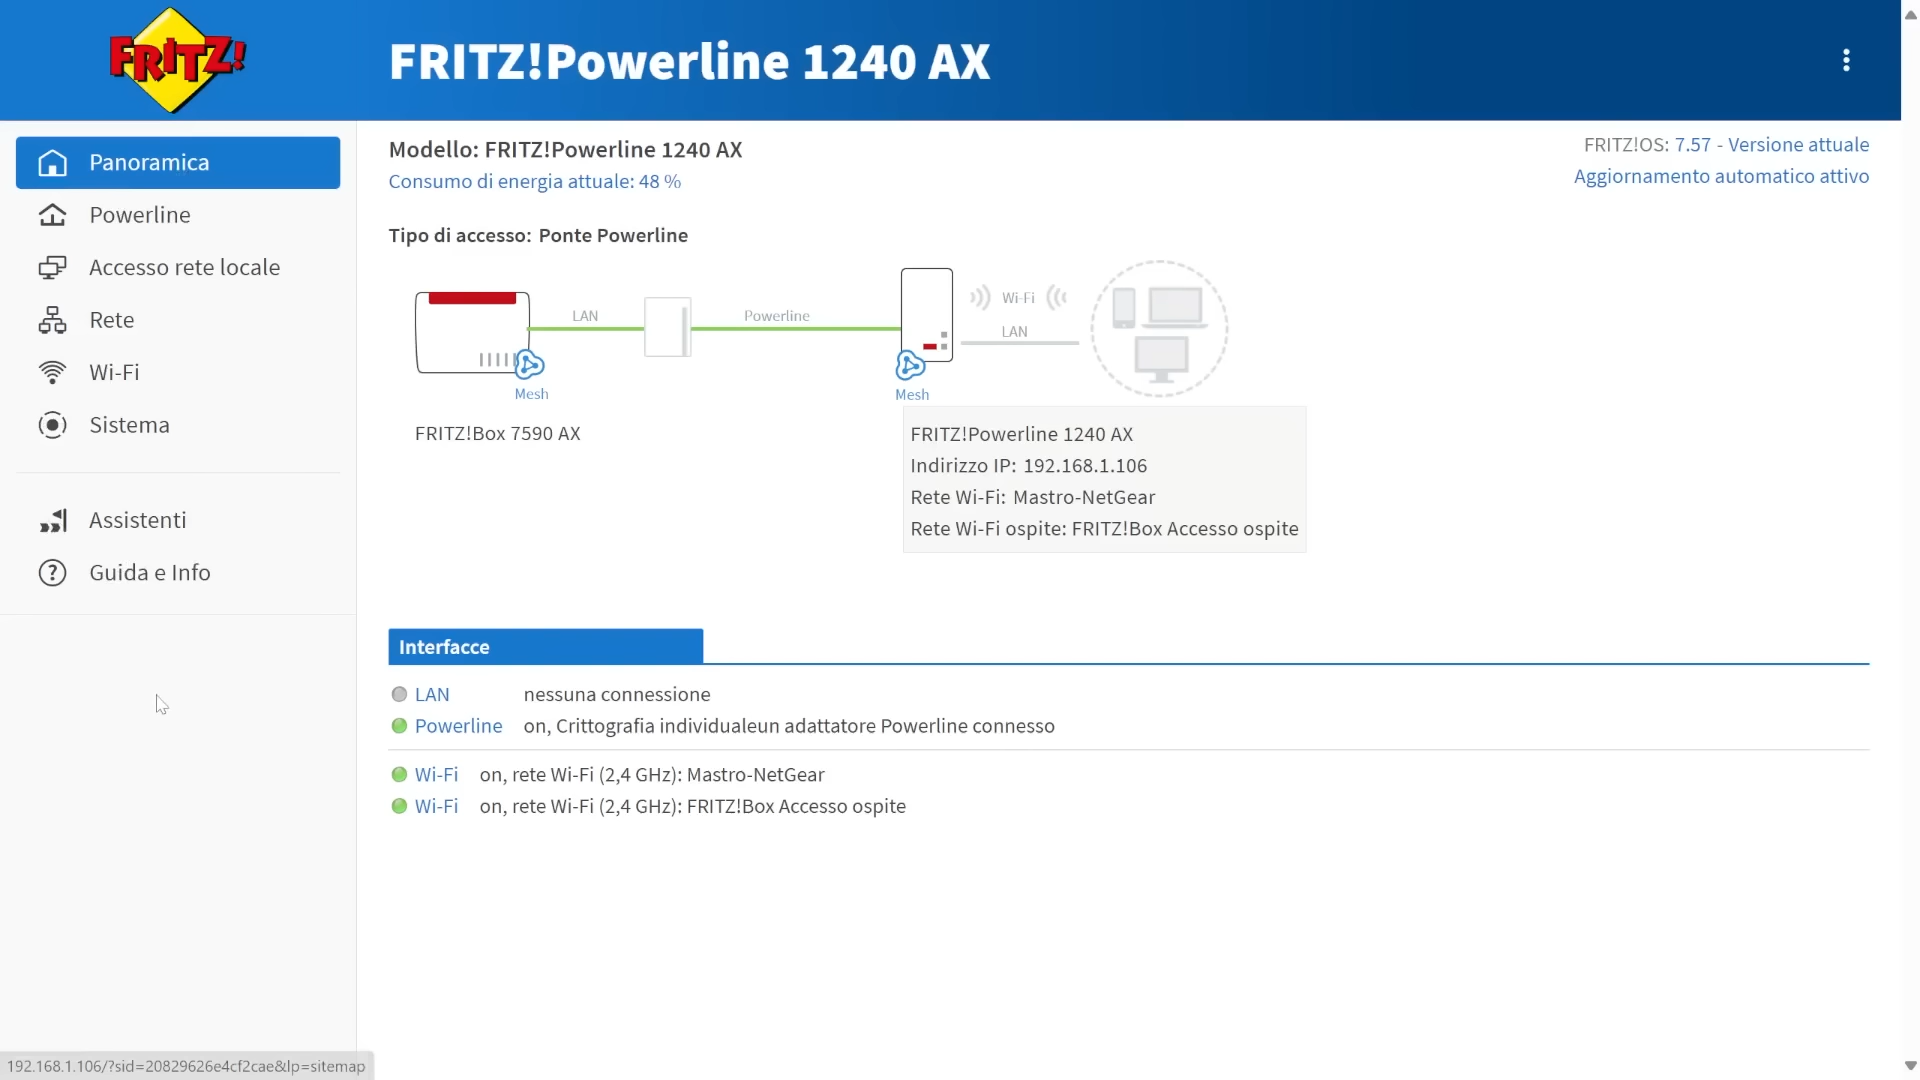 FRITZ!
FRITZ!Powerline 1240 AX
Panoramica
Powerline
Accesso rete locale
Rete
Wi-Fi
Sistema
Assistenti
Guida e Info
Modello: FRITZ!Powerline 1240 AX
Consumo di energia attuale: 48 %
FRITZ!OS: 7.57 - Versione attuale
Aggiornamento automatico attivo
Tipo di accesso: Ponte Powerline
LAN
Powerline
Wi-Fi
LAN
Mesh
Mesh
FRITZ!Box 7590 AX
FRITZ!Powerline 1240 AX
Indirizzo IP: 192.168.1.106
Rete Wi-Fi: Mastro-NetGear
Rete Wi-Fi ospite: FRITZ!Box Accesso ospite
Interfacce
LAN nessuna connessione
Powerline on, Crittografia individualeun adattatore Powerline connesso
Wi-Fi on, rete Wi-Fi (2,4 GHz): Mastro-NetGear
Wi-Fi on, rete Wi-Fi (2,4 GHz): FRITZ!Box Accesso ospite
192.168.1.106/?sid=20829626e4cf2cae&lp=sitemap